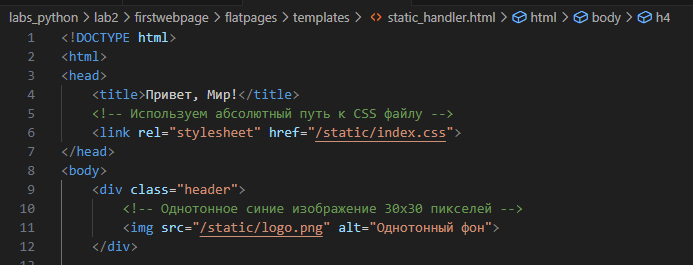 labs_python > lab2 > firstwebpage > flatpages > templates > <> static_handler.html > html > body > h4
1 <!DOCTYPE html>
2 <html>
3 <head>
4 <title>Привет, Мир!</title>
5 <!-- Используем абсолютный путь к CSS файлу -->
6 <link rel="stylesheet" href="/static/index.css">
7 </head>
8 <body>
9 <div class="header">
10 <!-- Однотонное синие изображение 30x30 пикселей -->
11 <img src="/static/logo.png" alt="Однотонный фон">
12 </div>